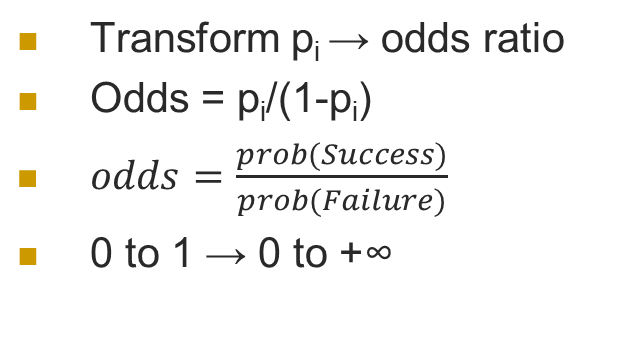 Transform pᵢ → odds ratio
Odds = pᵢ/(1-pᵢ)
odds = prob(Success)/prob(Failure)
0 to 1 → 0 to +∞